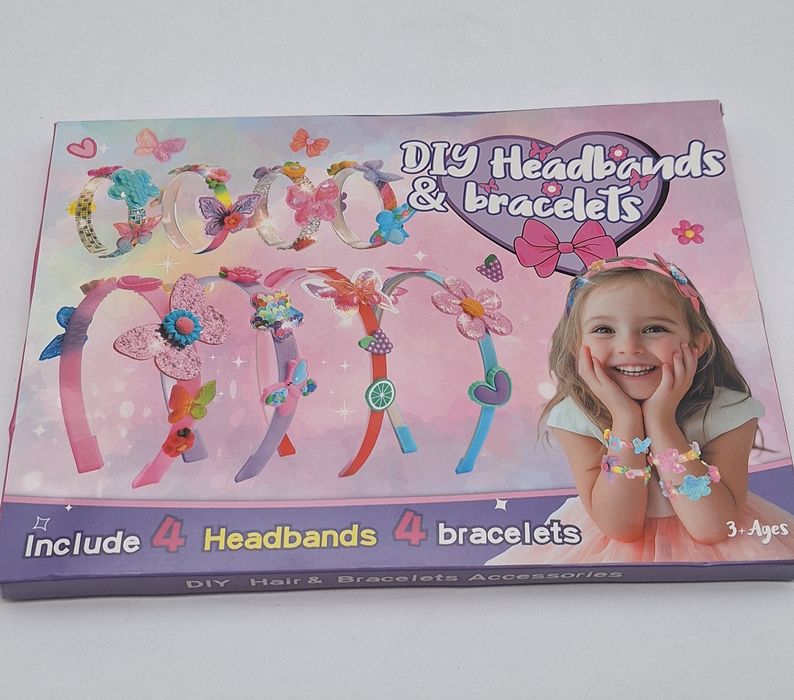 DIY Headbands
& bracelets
Include 4 Headbands 4 bracelets
3+Ages
DIY Hair & Bracelets Accessories